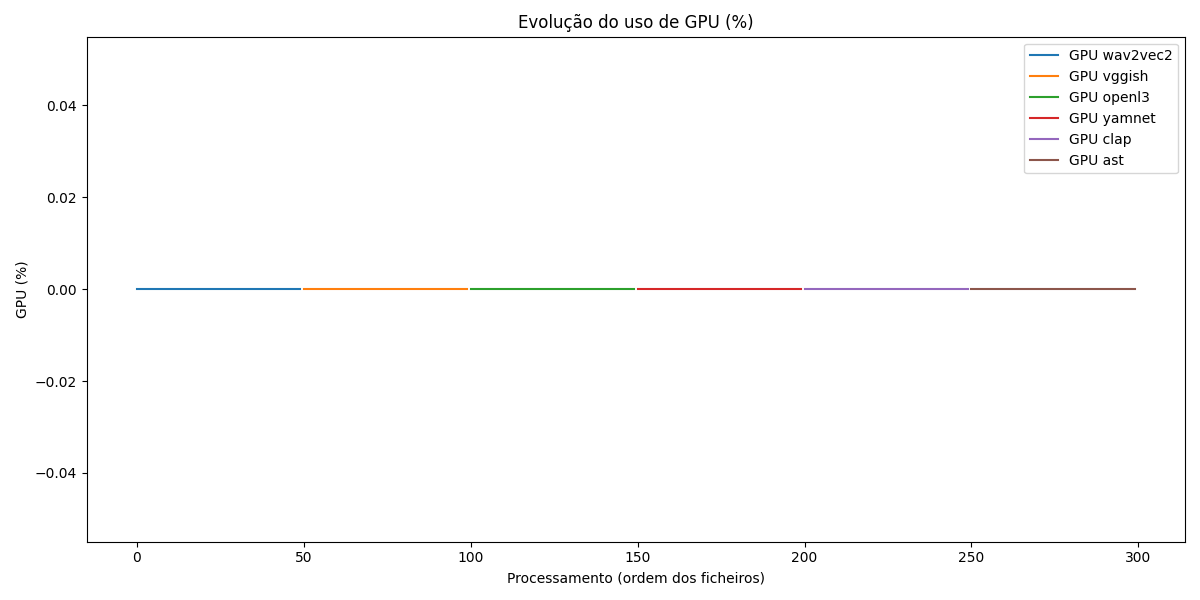 Evolução do uso de GPU (%)
GPU wav2vec2
GPU vggish
GPU openl3
GPU yamnet
GPU clap
GPU ast
0.04
0.02
0.00
−0.02
−0.04
GPU (%)
0 50 100 150 200 250 300
Processamento (ordem dos ficheiros)